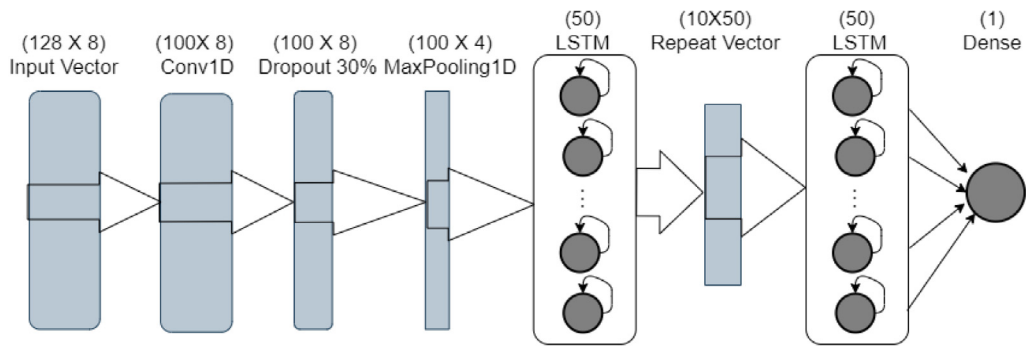 (128 X 8)
Input Vector
(100X 8)
Conv1D
(100 X 8)
Dropout 30%
(100 X 4)
MaxPooling1D
(50)
LSTM
(10X50)
Repeat Vector
(50)
LSTM
(1)
Dense